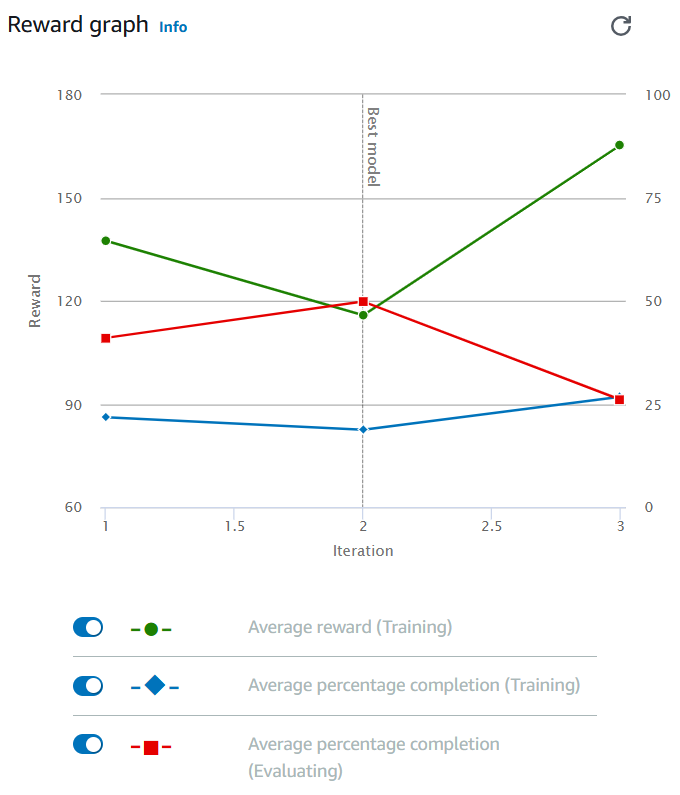 Reward graph Info
180
100
Best model
150
75
Reward
120
50
90
25
60
0
1
1.5
2
2.5
3
Iteration
Average reward (Training)
Average percentage completion (Training)
Average percentage completion
(Evaluating)